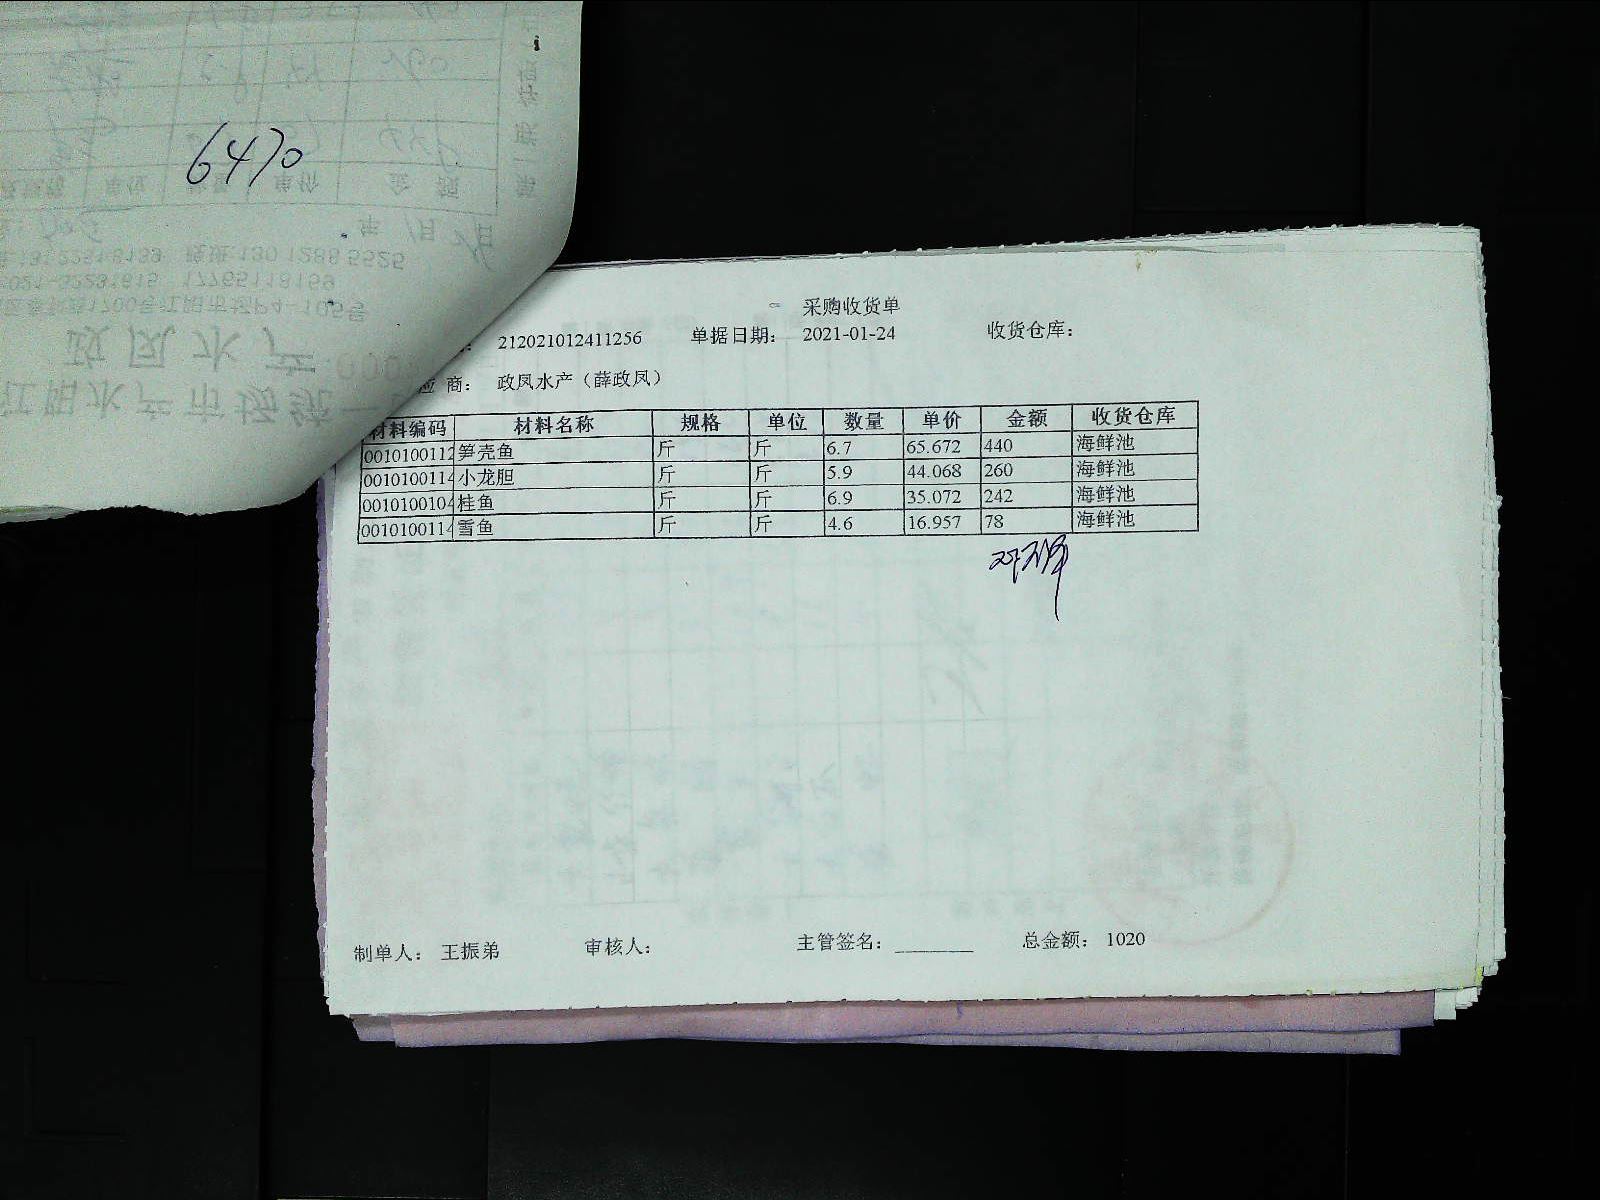 6470
采购收货单
212021012411256 单据日期: 2021-01-24 收货仓库:
应商: 政凤水产（薛政凤）
材料编码 材料名称 规格 单位 数量 单价 金额 收货仓库
0010100112 笋壳鱼 斤 斤 6.7 65.672 440 海鲜池
001010011 小龙胆 斤 斤 5.9 44.068 260 海鲜池
001010010 桂鱼 斤 斤 6.9 35.072 242 海鲜池
001010011 雪鱼 斤 斤 4.6 16.957 78 海鲜池
制单人: 王振弟 审核人: 主管签名: 总金额: 1020